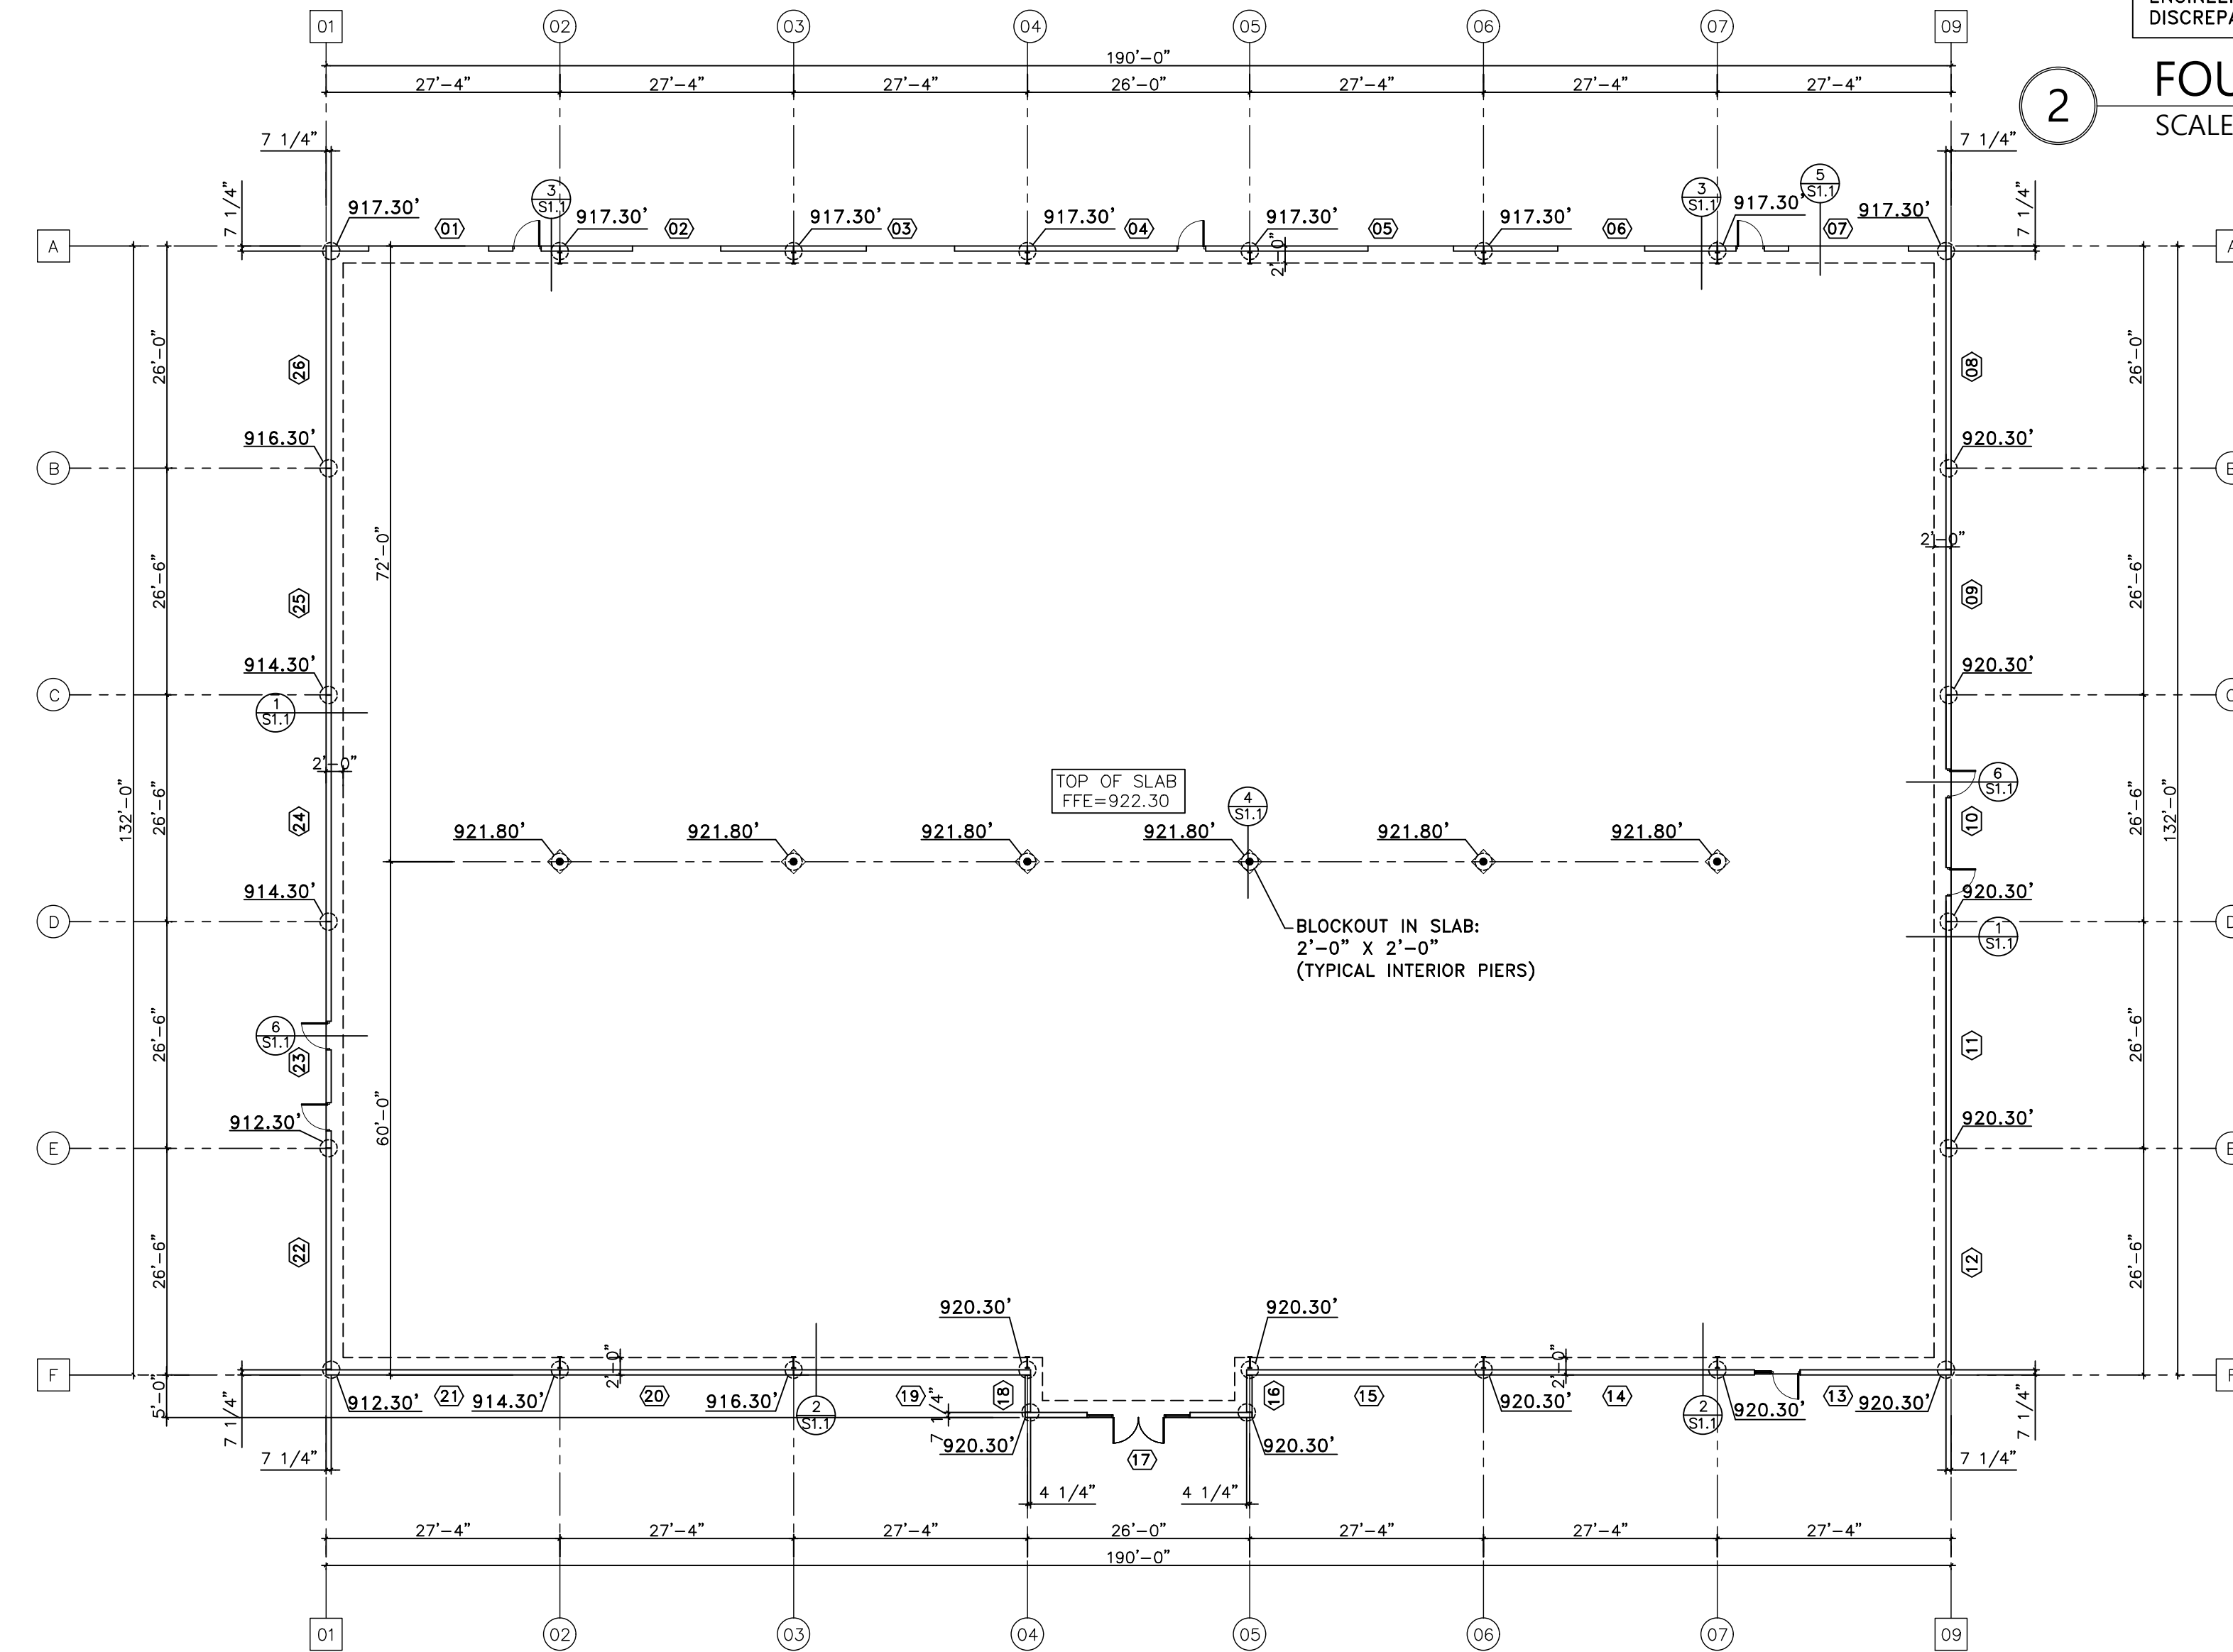 DISCREPA
01 02 03 04 05 06 07 09
190'-0"
27'-4" 27'-4" 27'-4" 26'-0" 27'-4" 27'-4" 27'-4"
2 FOU
SCALE
7 1/4" 7 1/4"
7 1/4" 7 1/4"
3 3 5
S1.1 S1.1 S1.1
917.30' 917.30' 917.30' 917.30' 917.30' 917.30' 917.30' 917.30'
01 02 03 04 05 06 07
A A
2'-0"
26'-0" 26'-0"
26 08
916.30' 920.30'
B
72'-0"
2'-0"
26'-6" 26'-6"
25 09
914.30' 920.30'
C
1
S1.1
2'-0"
TOP OF SLAB
FFE=922.30
6
S1.1
4
S1.1
132'-0" 26'-6" 24 10 26'-6" 132'-0"
921.80' 921.80' 921.80' 921.80' 921.80' 921.80'
914.30' 920.30'
D
1
S1.1
BLOCKOUT IN SLAB:
2'-0" X 2'-0"
(TYPICAL INTERIOR PIERS)
6
S1.1
26'-6" 23 11 26'-6"
60'-0"
912.30' 920.30'
E
26'-6" 22 12 26'-6"
920.30' 920.30'
2'-0" 2'-0"
F
5'-0"
912.30' 21 914.30' 20 916.30' 19 18 16 15 920.30' 14 920.30' 13 920.30'
2 2
S1.1 S1.1
7 1/4" 7 1/4" 7 1/4"
920.30' 920.30'
17
7 1/4" 7 1/4"
4 1/4" 4 1/4"
27'-4" 27'-4" 27'-4" 26'-0" 27'-4" 27'-4" 27'-4"
190'-0"
01 02 03 04 05 06 07 09